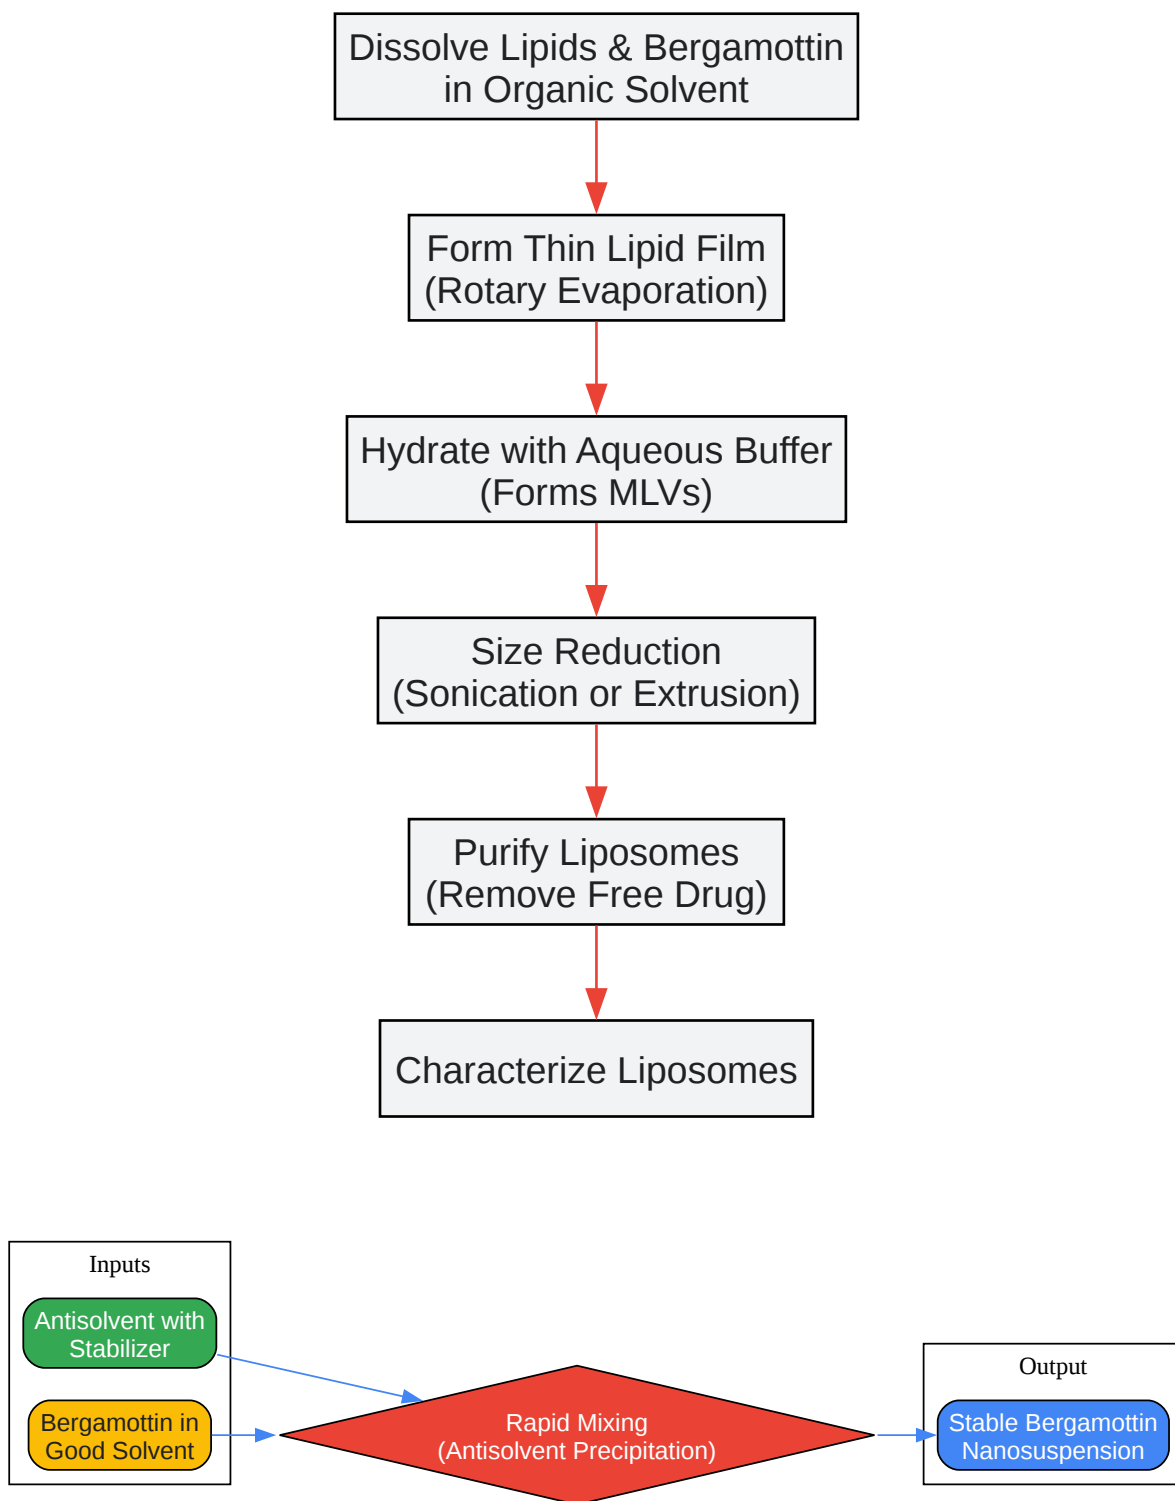 Dissolve Lipids & Bergamottin
in Organic Solvent
Form Thin Lipid Film
(Rotary Evaporation)
Hydrate with Aqueous Buffer
(Forms MLVs)
Size Reduction
(Sonication or Extrusion)
Purify Liposomes
(Remove Free Drug)
Characterize Liposomes
Inputs
Antisolvent with
Stabilizer
Bergamottin in
Good Solvent
Rapid Mixing
(Antisolvent Precipitation)
Output
Stable Bergamottin
Nanosuspension